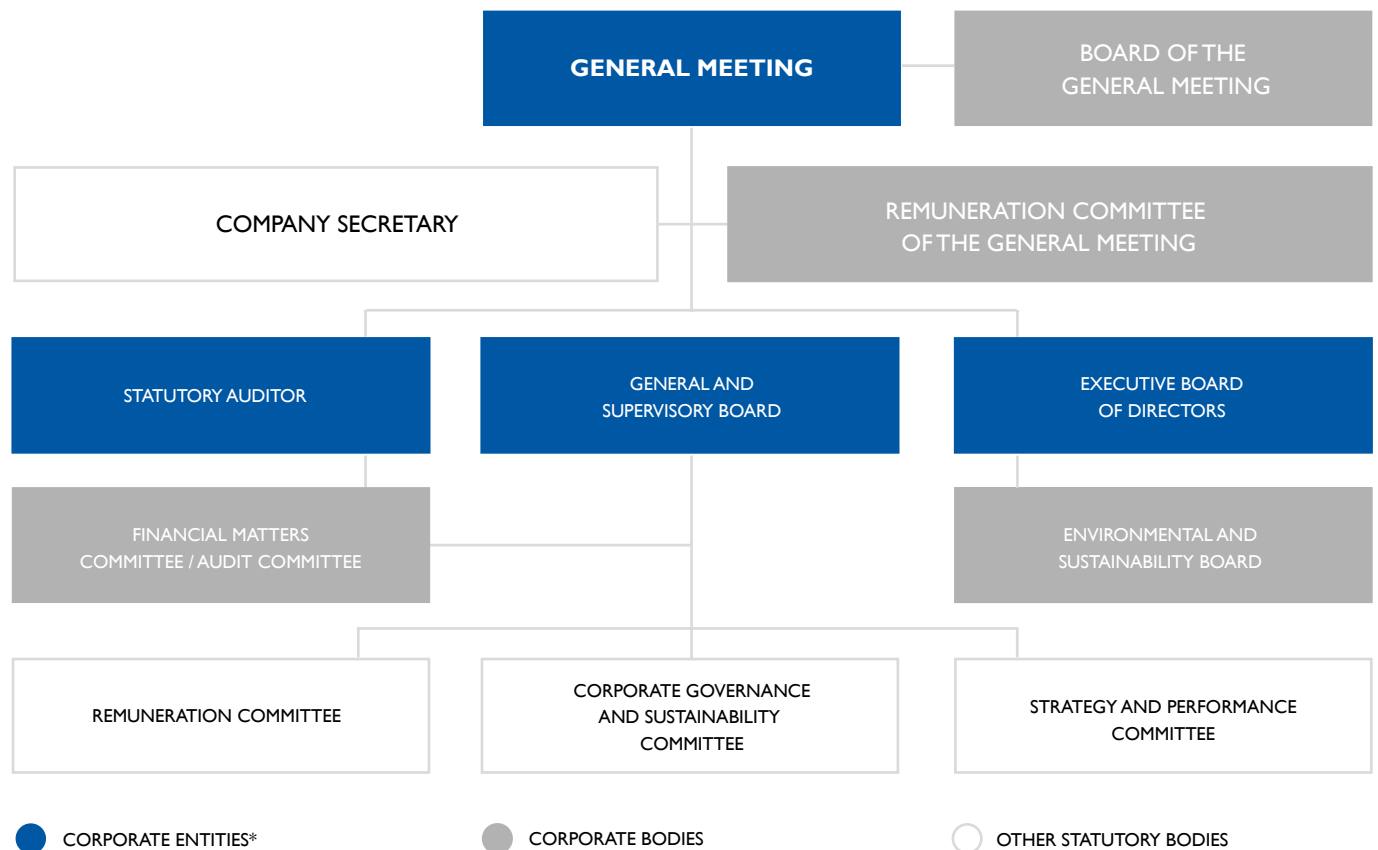 GENERAL MEETING
BOARD OF THE
GENERAL MEETING
COMPANY SECRETARY
REMUNERATION COMMITTEE
OF THE GENERAL MEETING
STATUTORY AUDITOR
GENERAL AND
SUPERVISORY BOARD
EXECUTIVE BOARD
OF DIRECTORS
FINANCIAL MATTERS
COMMITTEE / AUDIT COMMITTEE
ENVIRONMENTAL AND
SUSTAINABILITY BOARD
REMUNERATION COMMITTEE
CORPORATE GOVERNANCE
AND SUSTAINABILITY
COMMITTEE
STRATEGY AND PERFORMANCE
COMMITTEE
CORPORATE ENTITIES*
CORPORATE BODIES
OTHER STATUTORY BODIES